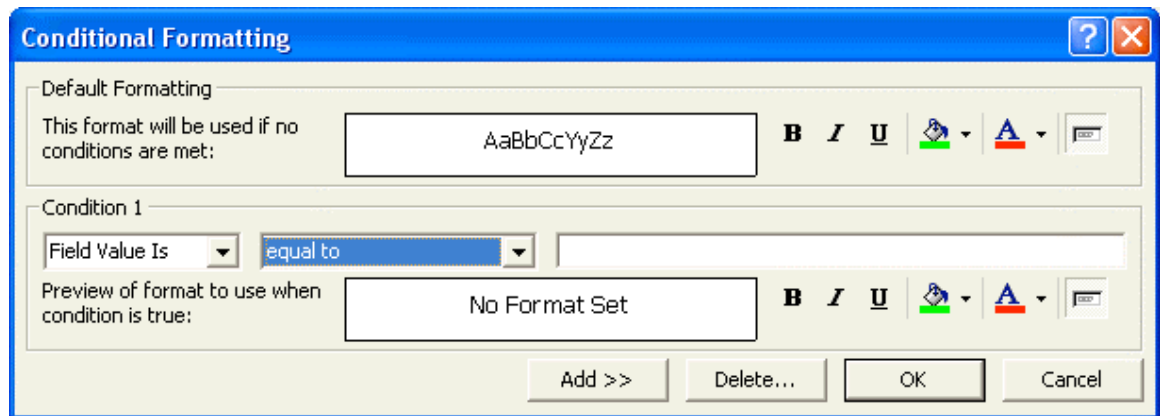 Conditional Formatting
?
Default Formatting
This format will be used if no
conditions are met:
AaBbCcYyZz
B I U A
Condition 1
Field Value Is equal to
Preview of format to use when
condition is true:
No Format Set
B I U A
Add >> Delete... OK Cancel